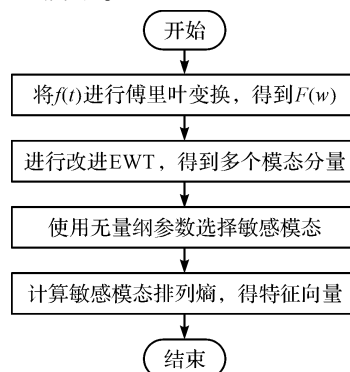 开始
将f(t)进行傅里叶变换，得到F(w)
进行改进EWT，得到多个模态分量
使用无量纲参数选择敏感模态
计算敏感模态排列熵，得特征向量
结束